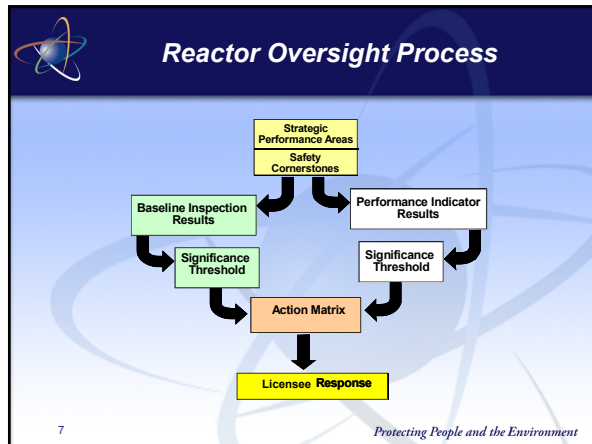 Reactor Oversight Process
Strategic
Performance Areas
Safety
Cornerstones
Baseline Inspection
Results
Performance Indicator
Results
Significance
Threshold
Significance
Threshold
Action Matrix
Licensee Response
7
Protecting People and the Environment